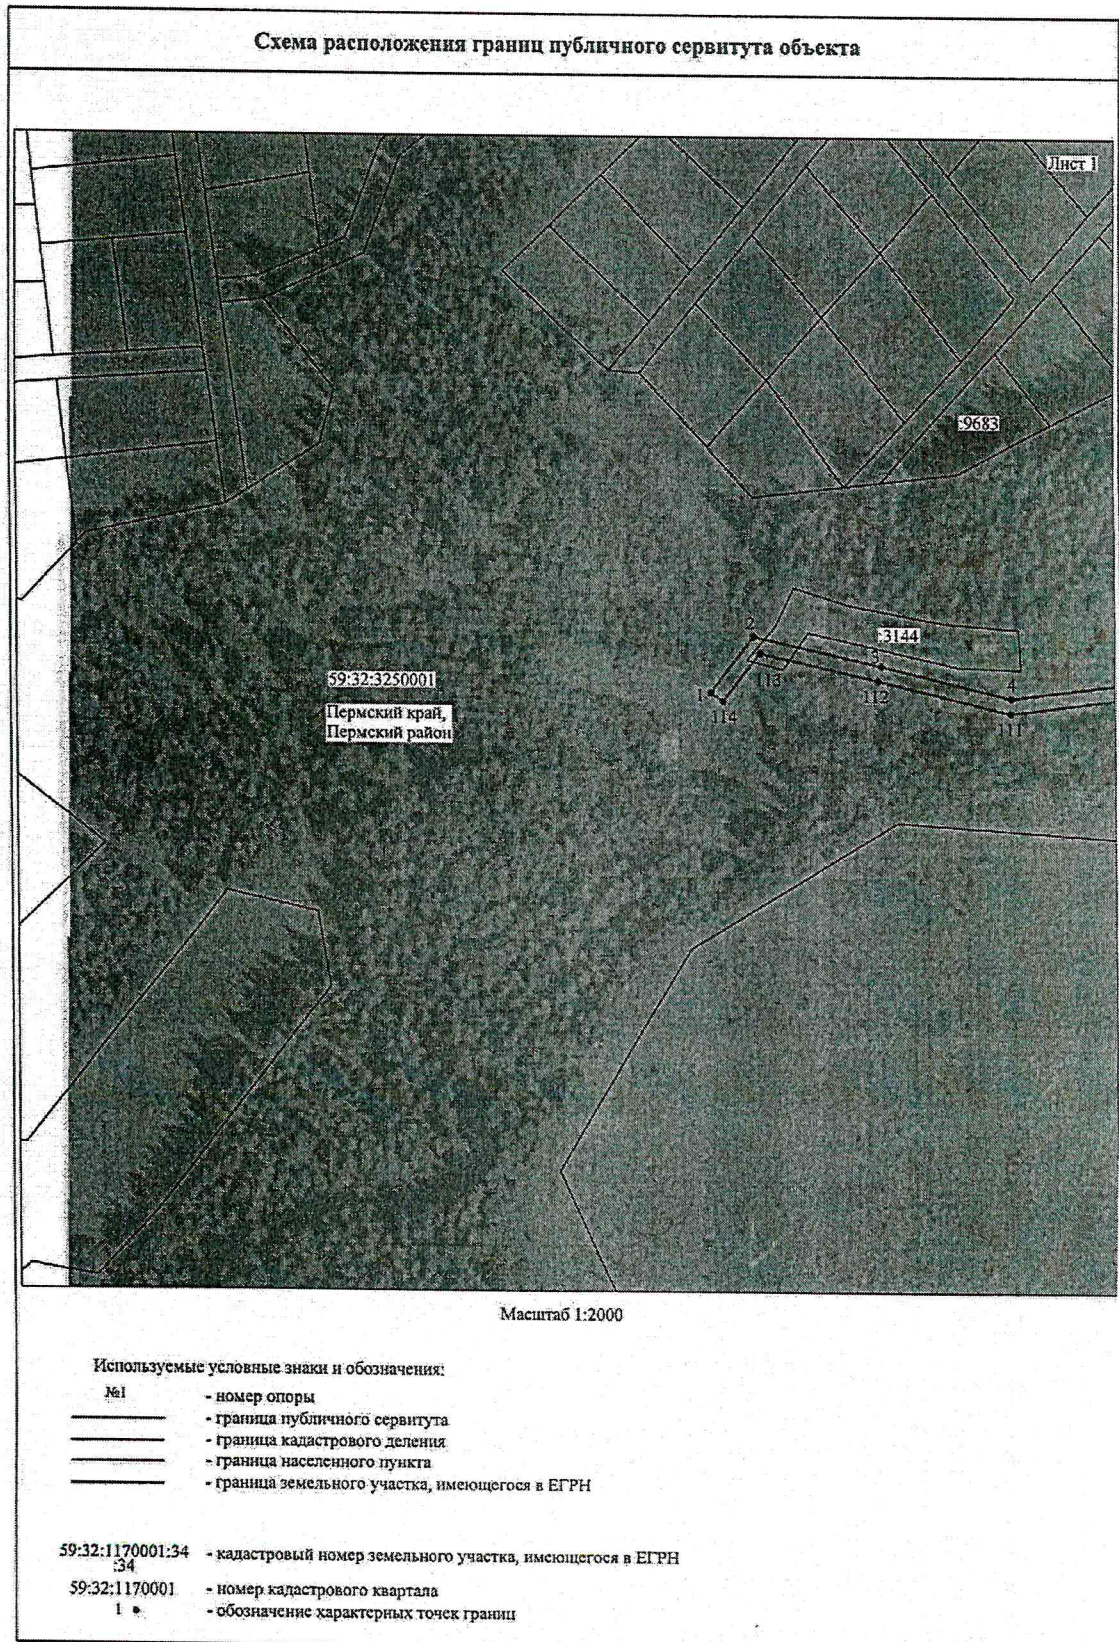 Схема расположения границ публичного сервитута объекта
Лист 1
:9683
2
:3144
3
59:32:3250001
113
1
4
112
Пермский край,
Пермский район
114
111
Масштаб 1:2000
Используемые условные знаки и обозначения:
№1 - номер опоры
- граница публичного сервитута
- граница кадастрового деления
- граница населенного пункта
- граница земельного участка, имеющегося в ЕГРН
59:32:1170001:34 - кадастровый номер земельного участка, имеющегося в ЕГРН
:34
59:32:1170001 - номер кадастрового квартала
1 - обозначение характерных точек границ